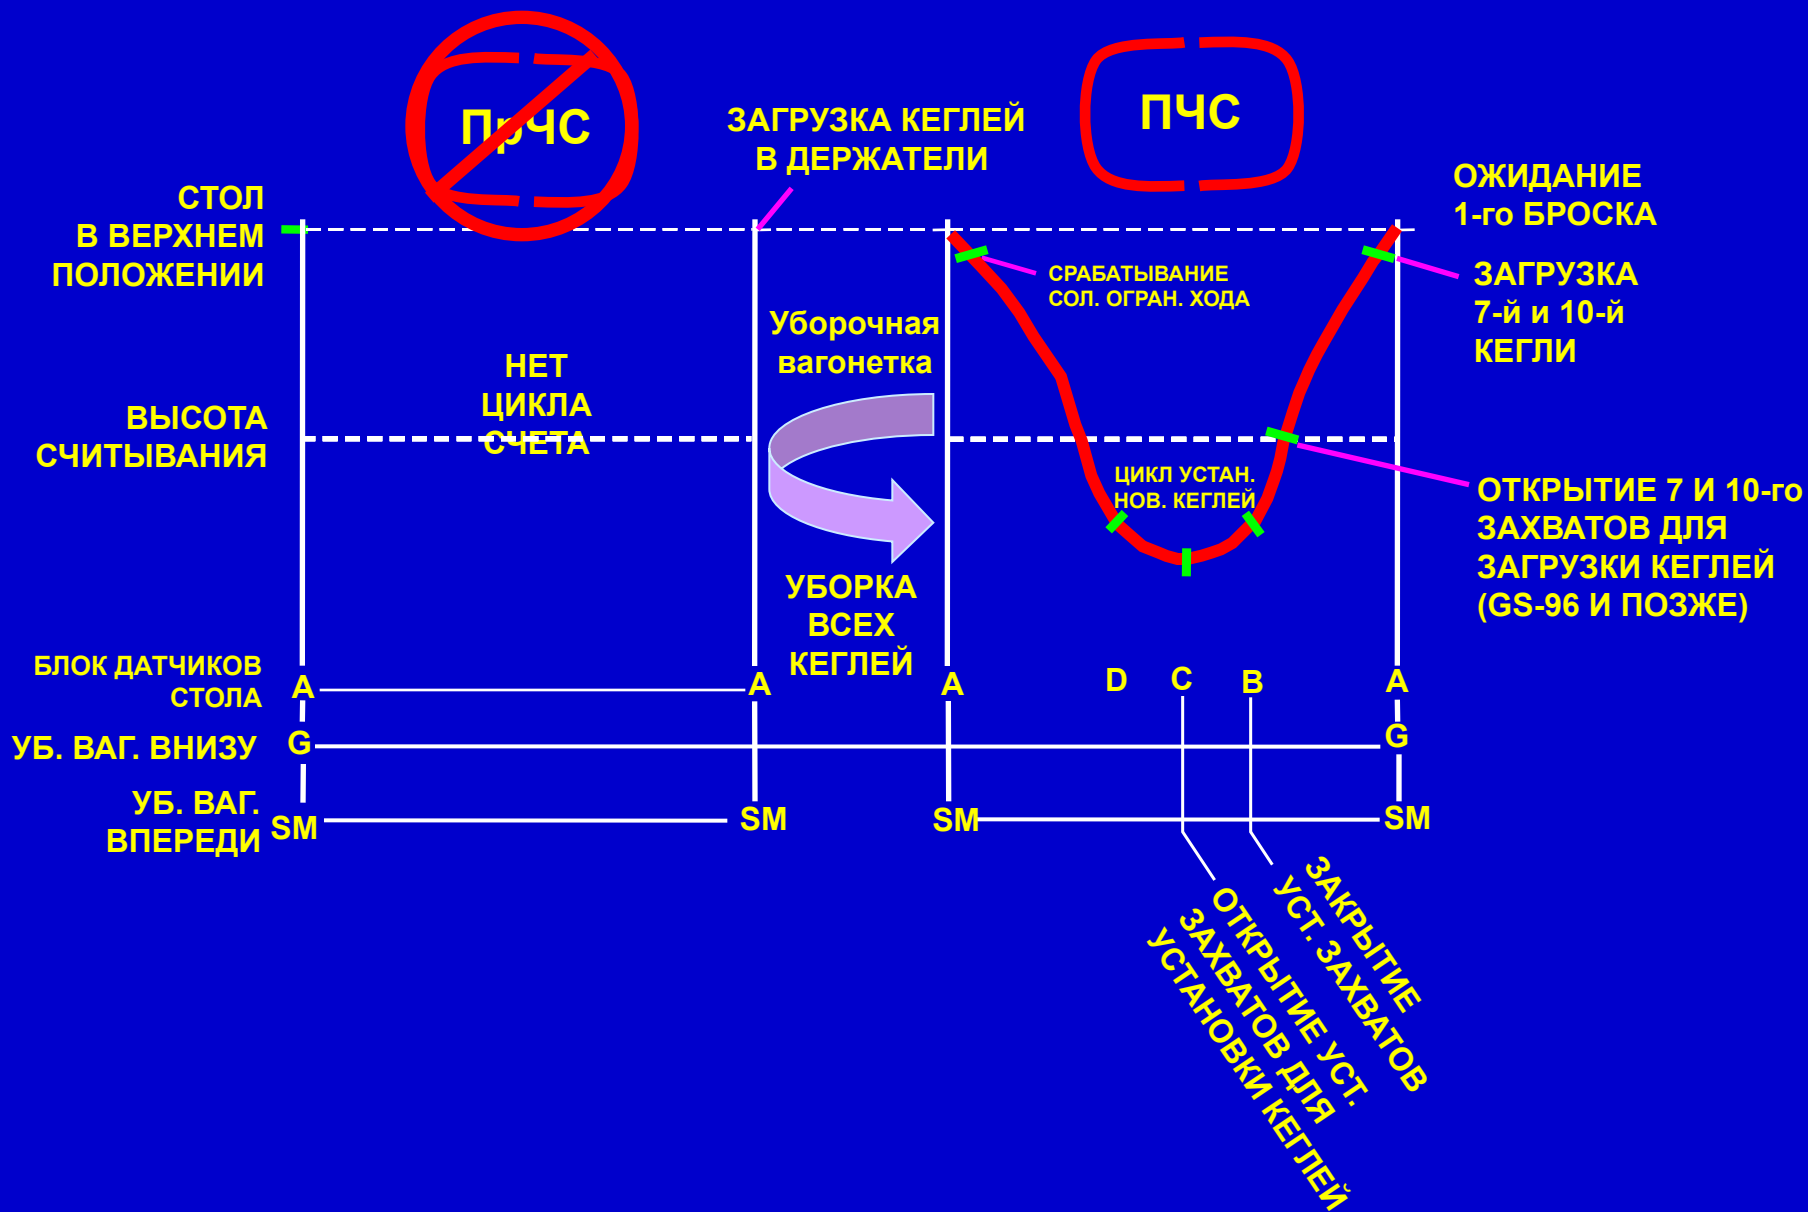 ПрЧС
ПЧС
ЗАГРУЗКА КЕГЛЕЙ
В ДЕРЖАТЕЛИ
СТОЛ
В ВЕРХНЕМ
ПОЛОЖЕНИИ
ОЖИДАНИЕ
1-го БРОСКА
СРАБАТЫВАНИЕ
СОЛ. ОГРАН. ХОДА
ЗАГРУЗКА
7-й и 10-й
КЕГЛИ
Уборочная
вагонетка
НЕТ
ЦИКЛА
СЧЕТА
ВЫСОТА
СЧИТЫВАНИЯ
ЦИКЛ УСТАН.
НОВ. КЕГЛЕЙ
ОТКРЫТИЕ 7 И 10-го
ЗАХВАТОВ ДЛЯ
ЗАГРУЗКИ КЕГЛЕЙ
(GS-96 И ПОЗЖЕ)
УБОРКА
ВСЕХ
КЕГЛЕЙ
БЛОК ДАТЧИКОВ
СТОЛА
A A A D C B A
УБ. ВАГ. ВНИЗУ G G
УБ. ВАГ.
ВПЕРЕДИ
SM SM SM SM
ЗАКРЫТИЕ
УСТ. ЗАХВАТОВ
ОТКРЫТИЕ УСТ.
ЗАХВАТОВ ДЛЯ
УСТАНОВКИ КЕГЛЕЙ